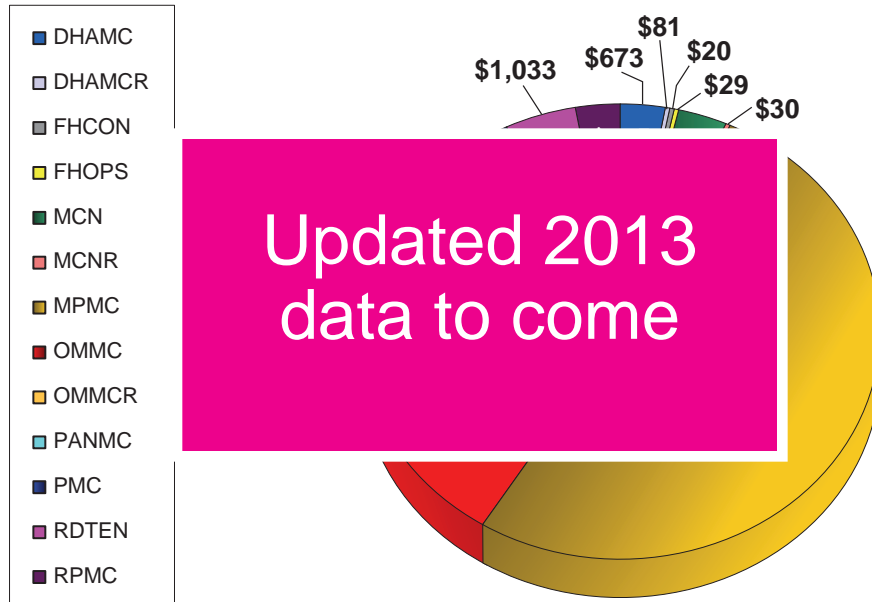 DHAMC
DHAMCR
FHCON
FHOPS
MCN
MCNR
MPMC
OMMC
OMMCR
PANMC
PMC
RDTEN
RPMC
$1,033
$673
$81
$20
$29
$30
Updated 2013
data to come